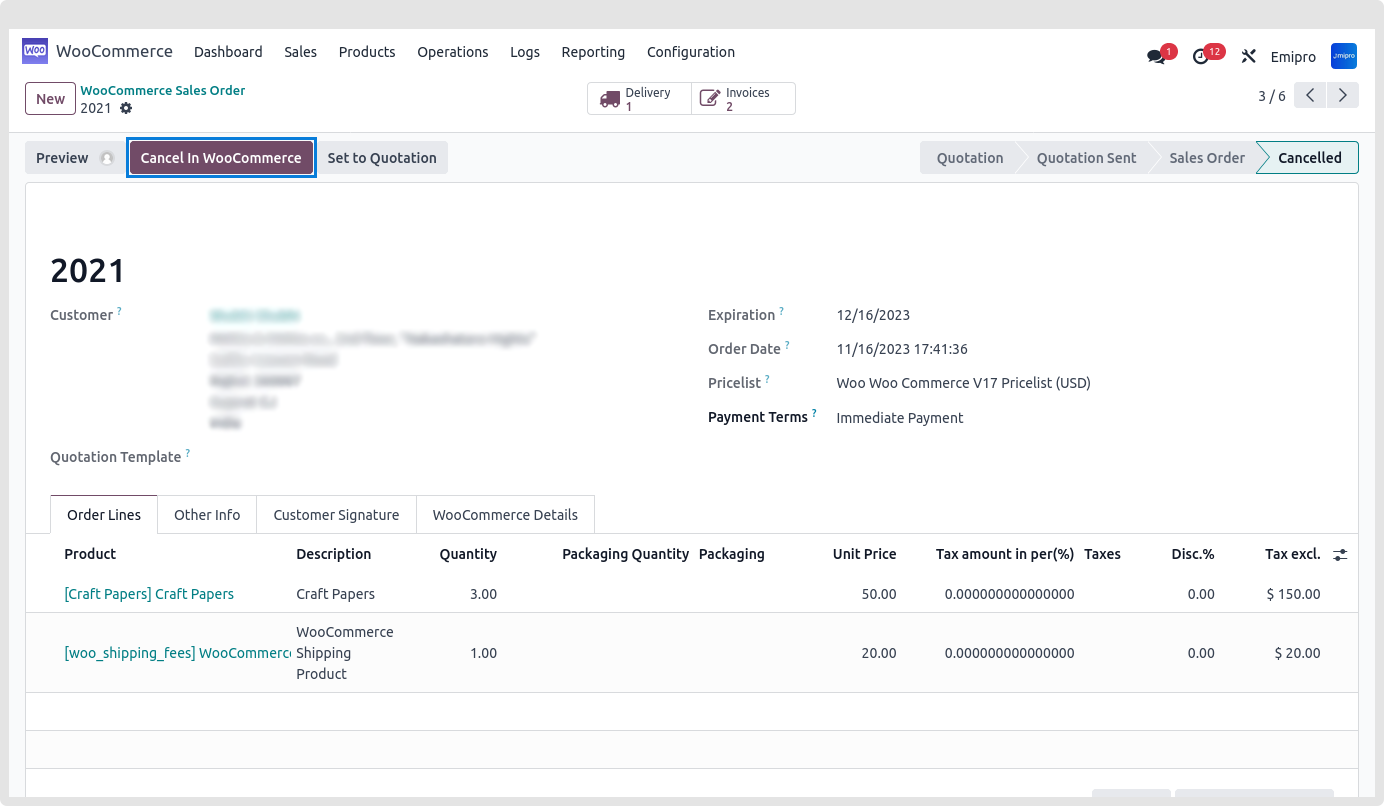 Woo WooCommerce Dashboard Sales Products Operations Logs Reporting Configuration 1 12 Emipro
New WooCommerce Sales Order
2021
Delivery 1 Invoices 2
3 / 6
Preview Cancel In WooCommerce Set to Quotation Quotation Quotation Sent Sales Order Cancelled
2021
Customer ?
Expiration ? 12/16/2023
Order Date ? 11/16/2023 17:41:36
Pricelist ? Woo Woo Commerce V17 Pricelist (USD)
Payment Terms ? Immediate Payment
Quotation Template ?
Order Lines Other Info Customer Signature WooCommerce Details
Product Description Quantity Packaging Quantity Packaging Unit Price Tax amount in per(%) Taxes Disc.% Tax excl.
[Craft Papers] Craft Papers Craft Papers 3.00 50.00 0.000000000000000 0.00 $ 150.00
[woo_shipping_fees] WooCommerc WooCommerce Shipping Product 1.00 20.00 0.000000000000000 0.00 $ 20.00